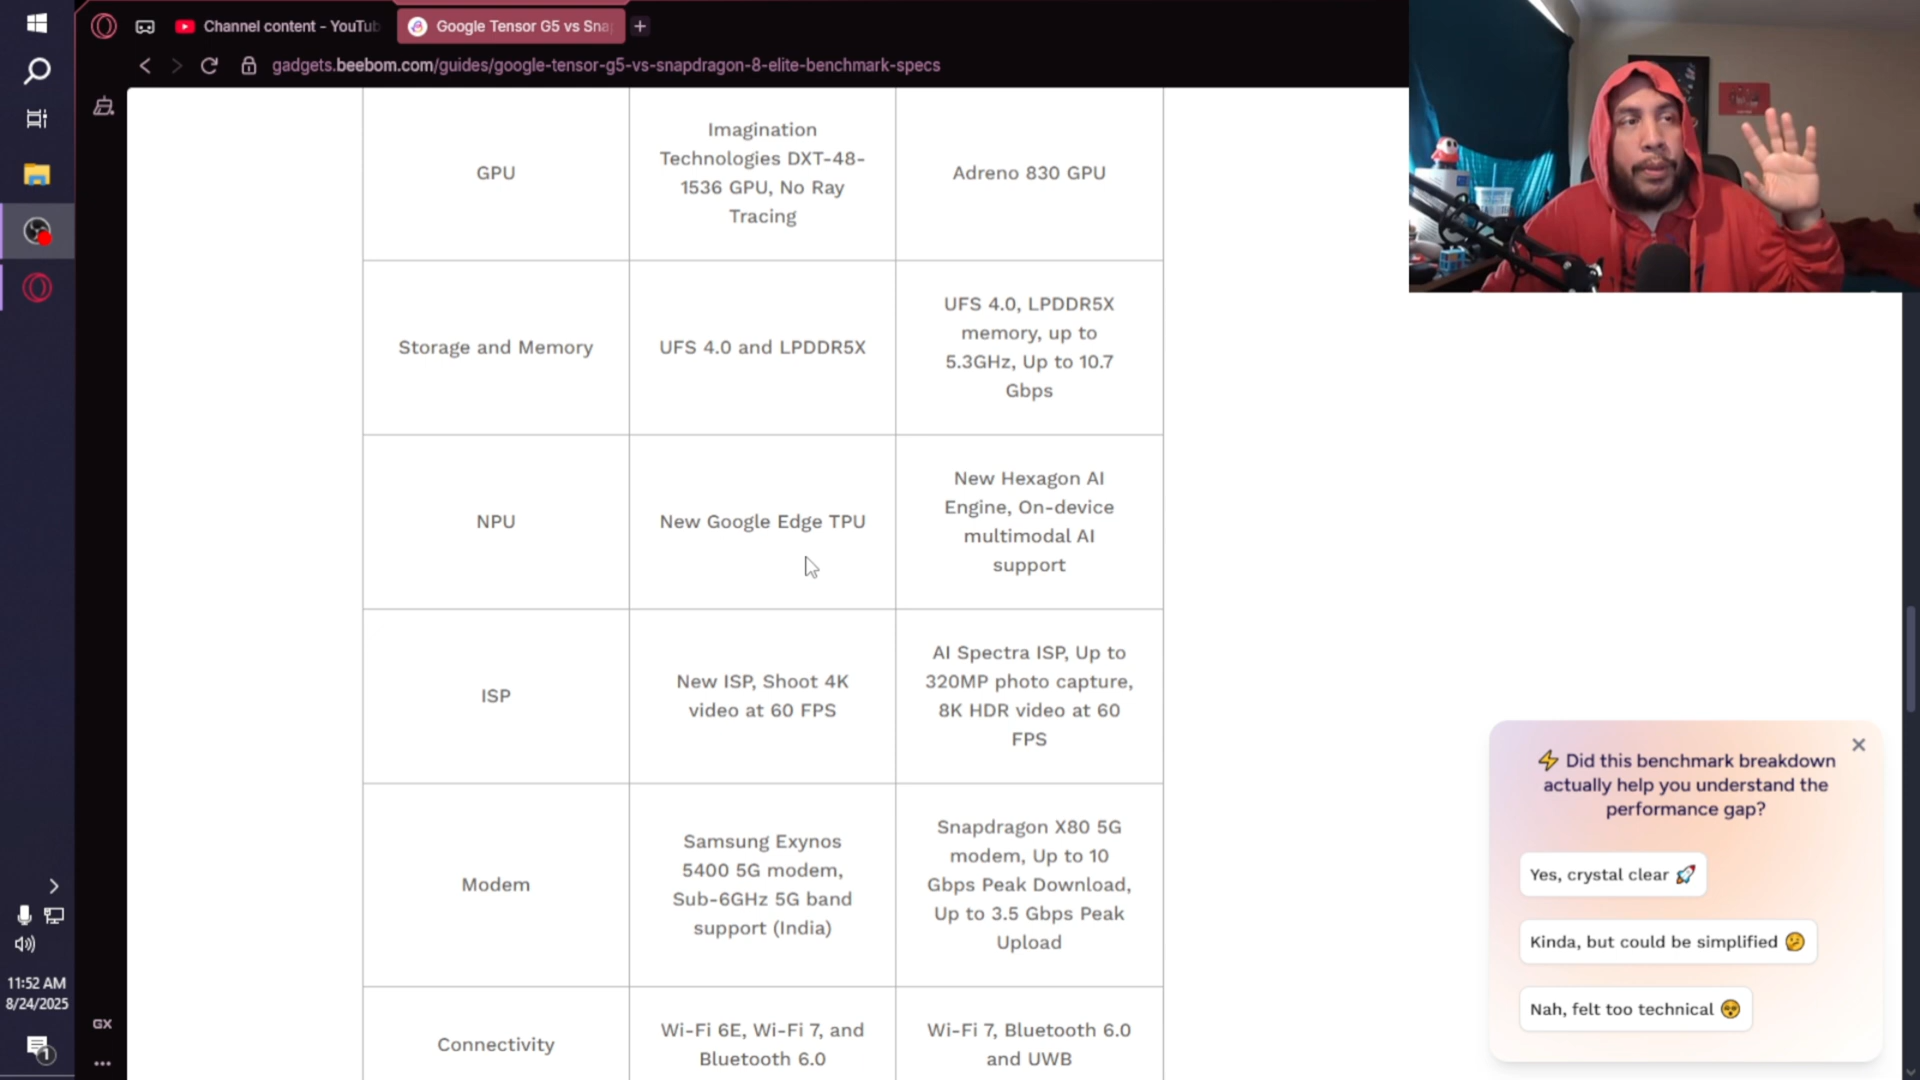 Channel content - YouTub
Google Tensor G5 vs Sna
gadgets.beebom.com/guides/google-tensor-g5-vs-snapdragon-8-elite-benchmark-specs
GPU
Imagination
Technologies DXT-48-
1536 GPU, No Ray
Tracing
Adreno 830 GPU
Storage and Memory
UFS 4.0 and LPDDR5X
UFS 4.0, LPDDR5X
memory, up to
5.3GHz, Up to 10.7
Gbps
NPU
New Google Edge TPU
New Hexagon AI
Engine, On-device
multimodal AI
support
ISP
New ISP, Shoot 4K
video at 60 FPS
AI Spectra ISP, Up to
320MP photo capture,
8K HDR video at 60
FPS
Modem
Samsung Exynos
5400 5G modem,
Sub-6GHz 5G band
support (India)
Snapdragon X80 5G
modem, Up to 10
Gbps Peak Download,
Up to 3.5 Gbps Peak
Upload
Connectivity
Wi-Fi 6E, Wi-Fi 7, and
Bluetooth 6.0
Wi-Fi 7, Bluetooth 6.0
and UWB
⚡ Did this benchmark breakdown
actually help you understand the
performance gap?
Yes, crystal clear 🚀
Kinda, but could be simplified 🤔
Nah, felt too technical 😵
11:52 AM
8/24/2025
1
GX